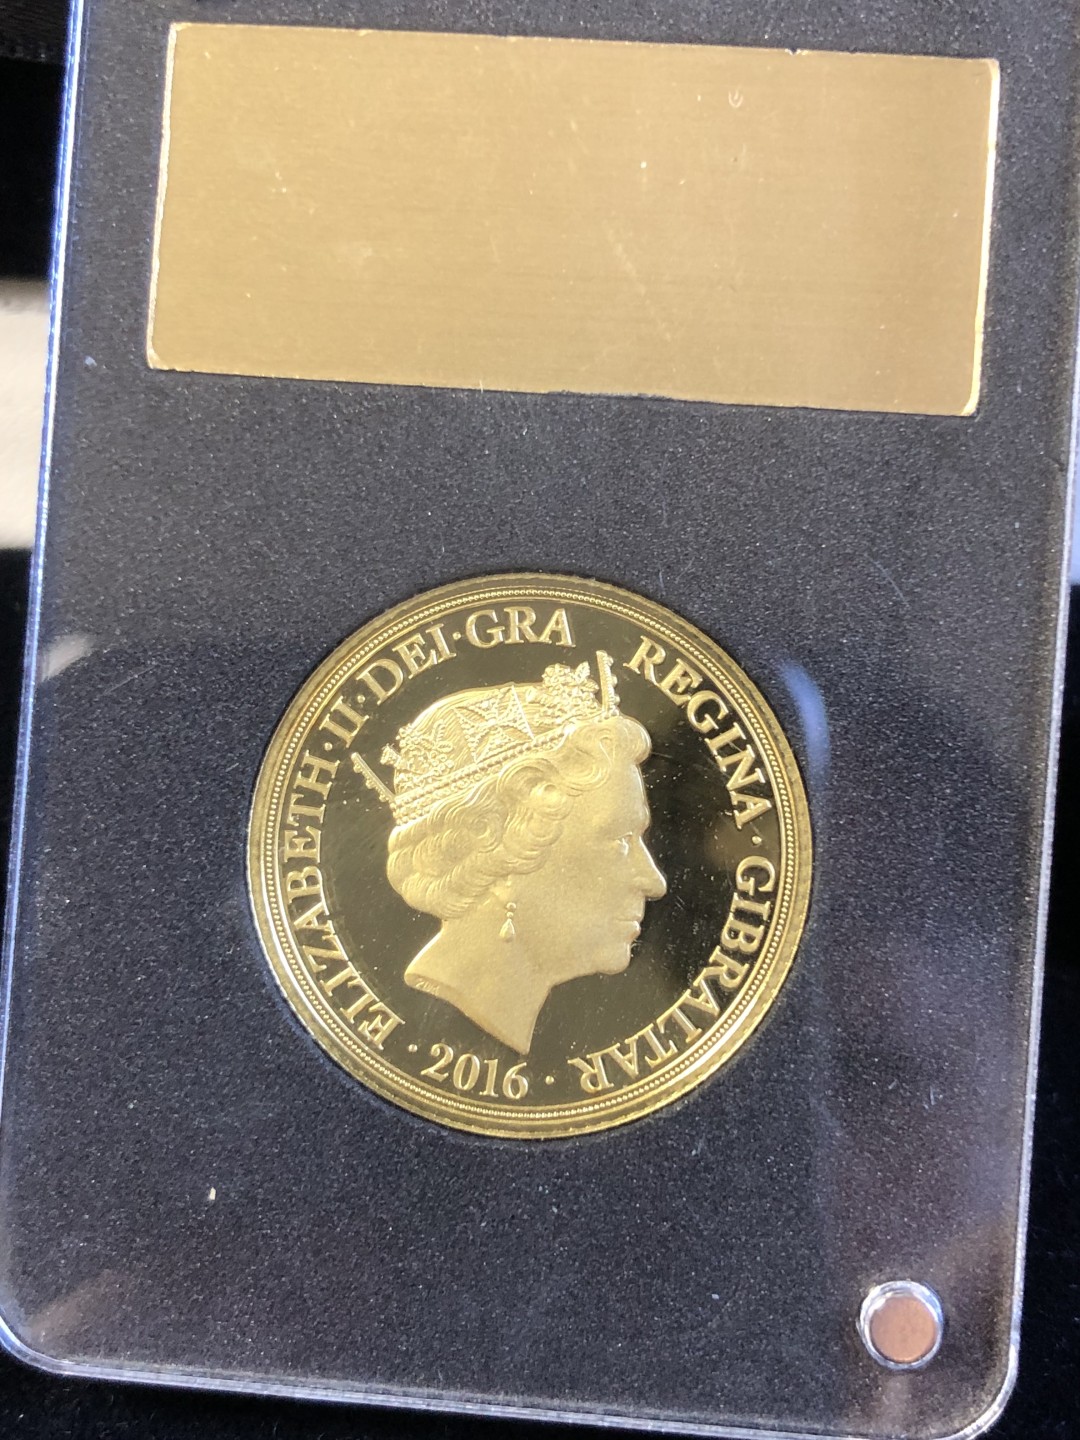 ELIZABETH·II·DEI·GRA REGINA·GIBRALTAR
·2016·